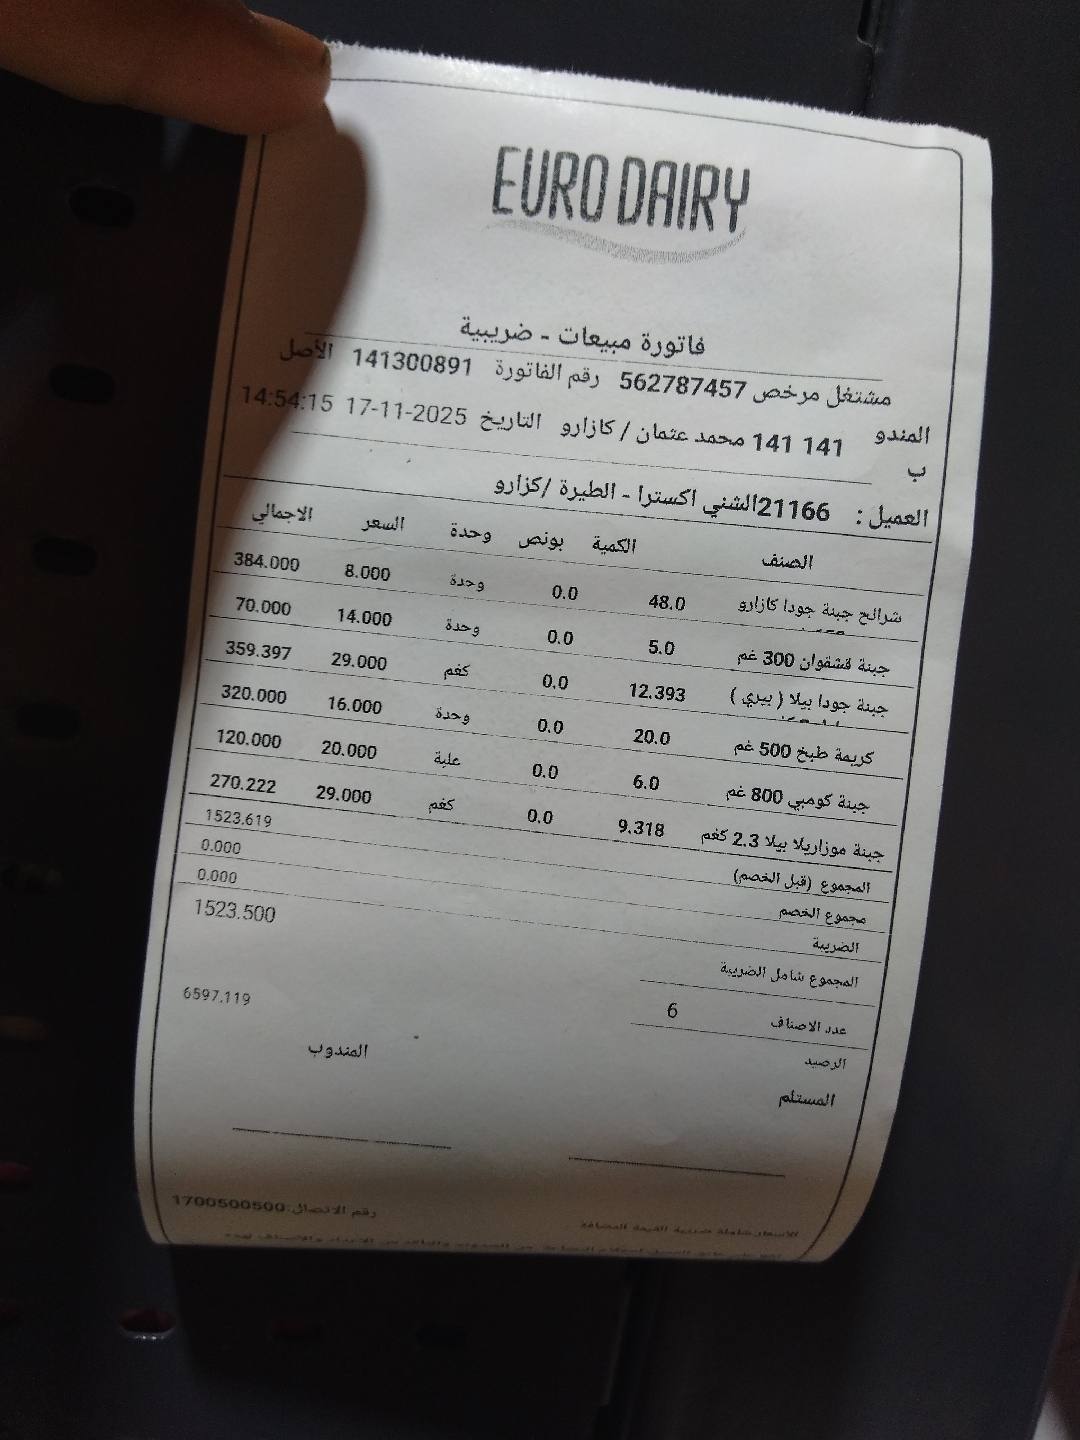 EURO DAIRY
فاتورة مبيعات - ضريبية
مشتغل مرخص 562787457 رقم الفاتورة 141300891 الأصل
المندوب 141 141 محمد عتمان / كازارو التاريخ 17-11-2025 14:54:15
العميل : 21166الشني اكسترا - الطيرة /كزارو
الصنف الكمية بونص وحدة السعر الاجمالي
شرائح جبنة جودا كازارو 48.0 0.0 وحدة 8.000 384.000
جبنة قشقوان 300 غم 5.0 0.0 وحدة 14.000 70.000
جبنة جودا بيلا ( بيري ) 12.393 0.0 كغم 29.000 359.397
كريمة طبخ 500 غم 20.0 0.0 وحدة 16.000 320.000
جبنة كومبي 800 غم 6.0 0.0 علبة 20.000 120.000
جبنة موزاريلا بيلا 2.3 كغم 9.318 0.0 كغم 29.000 270.222
المجموع (قبل الخصم) 1523.619
مجموع الخصم 0.000
الضريبة 0.000
المجموع شامل الضريبة 1523.500
عدد الاصناف 6
الرصيد 6597.119
المستلم المندوب
الأسعار شاملة ضريبة القيمة المضافة رقم الاتصال:1700500500